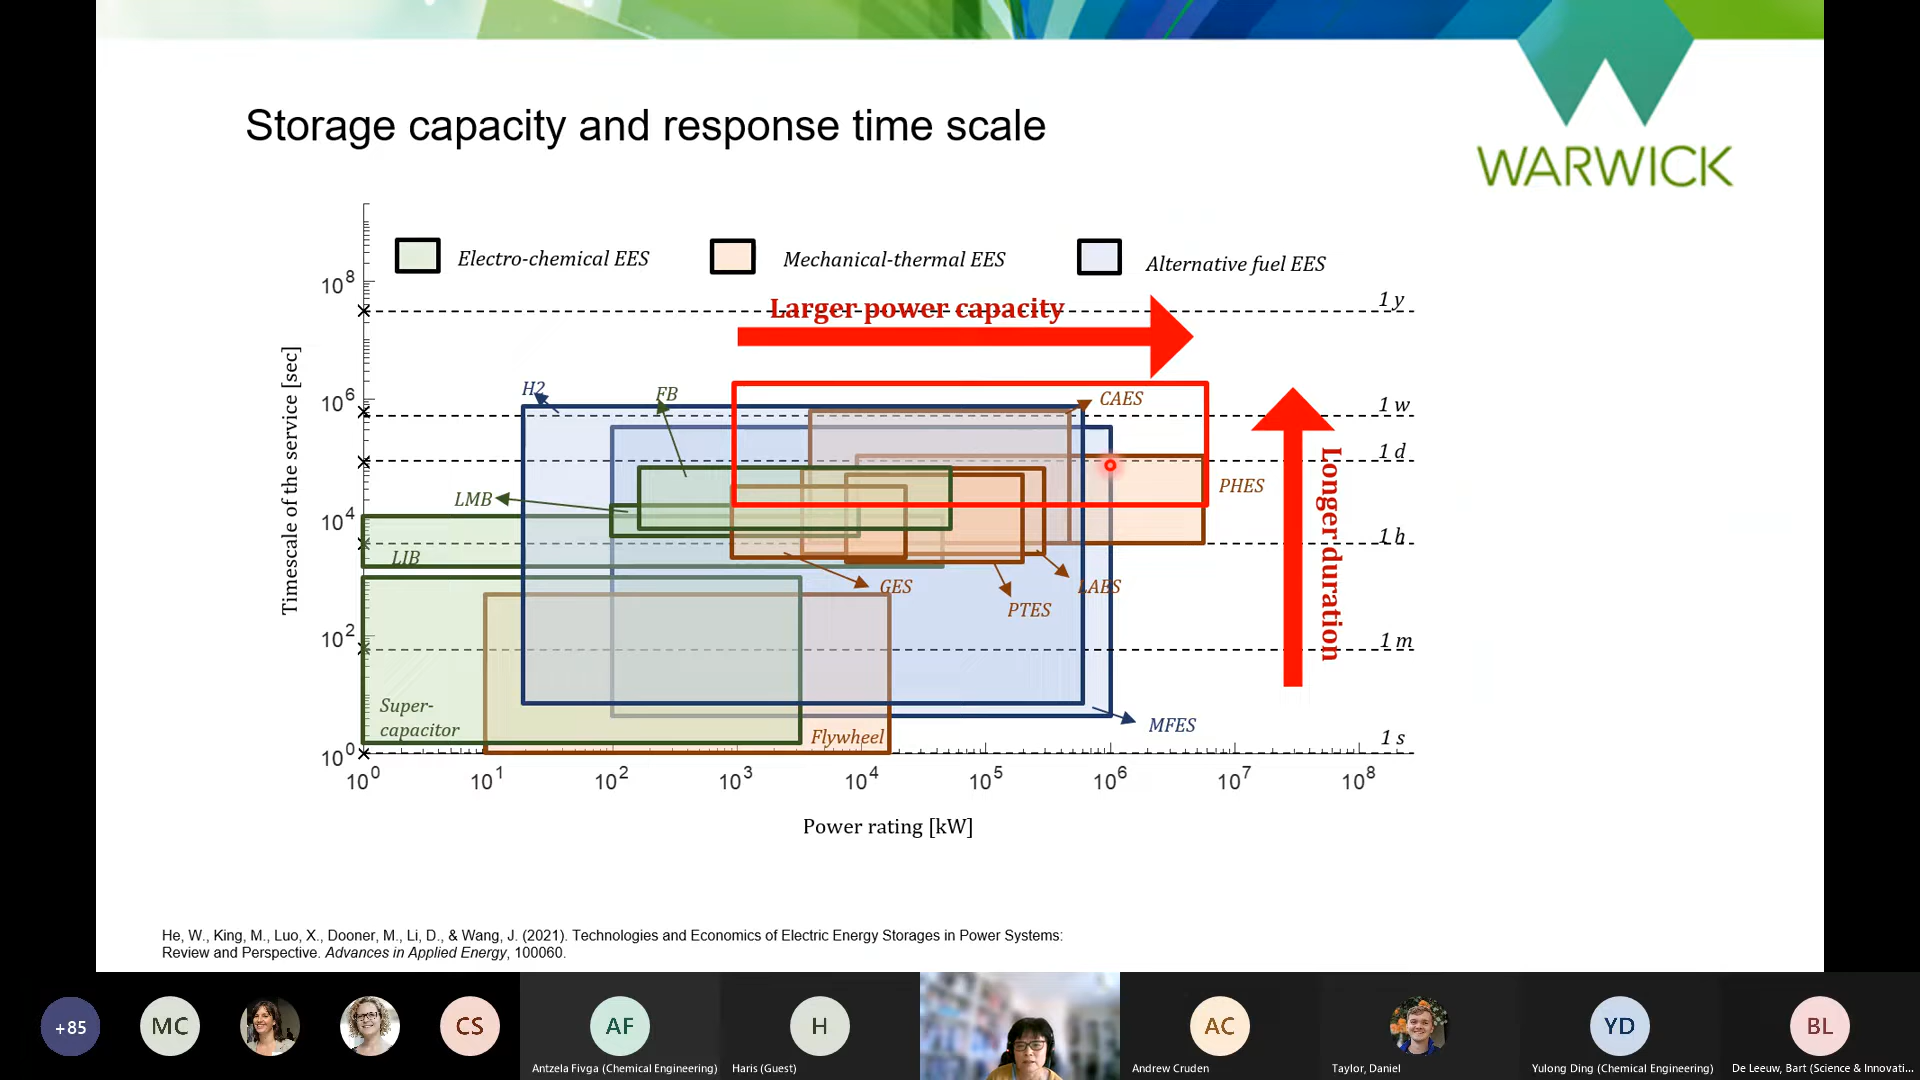 Storage capacity and response time scale
WARWICK
Electro-chemical EES
Mechanical-thermal EES
Alternative fuel EES
Larger power capacity
Longer duration
Timescale of the service [sec]
10^8
10^6
10^4
10^2
10^0
1 y
1 w
1 d
1 h
1 m
1 s
H2
FB
CAES
LMB
PHES
LIB
GES
LAES
PTES
Super-
capacitor
Flywheel
MFES
10^0 10^1 10^2 10^3 10^4 10^5 10^6 10^7 10^8
Power rating [kW]
He, W., King, M., Luo, X., Dooner, M., Li, D., & Wang, J. (2021). Technologies and Economics of Electric Energy Storages in Power Systems:
Review and Perspective. Advances in Applied Energy, 100060.
+85
MC
CS
AF
H
AC
YD
BL
Antzela Fivga (Chemical Engineering)
Haris (Guest)
Andrew Cruden
Taylor, Daniel
Yulong Ding (Chemical Engineering)
De Leeuw, Bart (Science & Innovati...